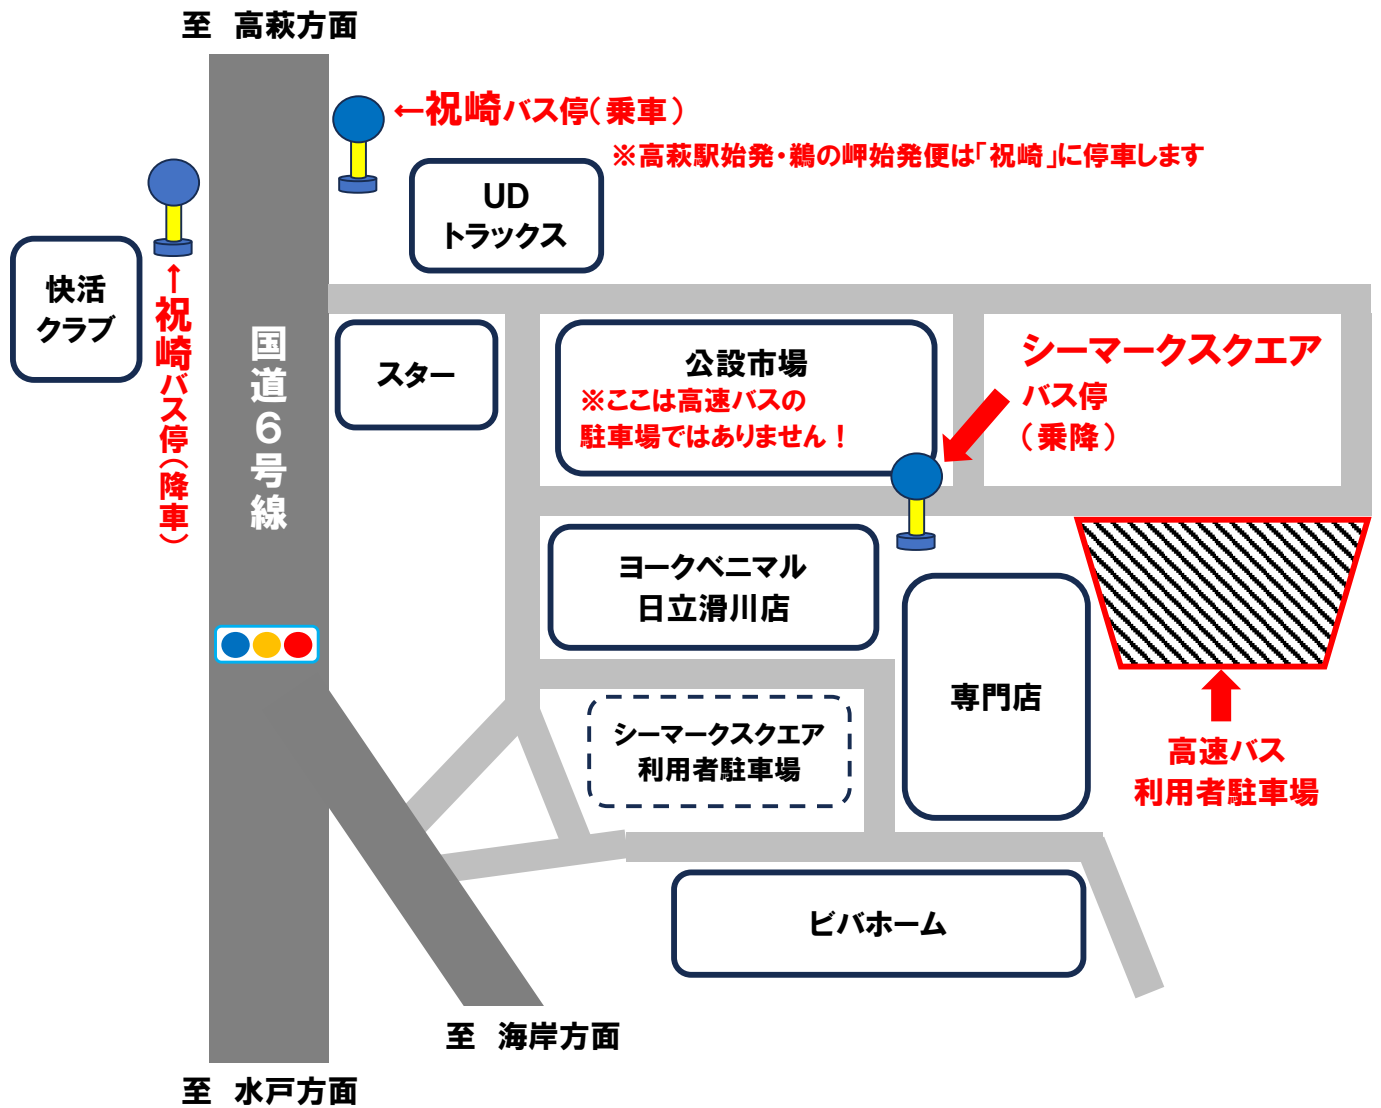 至 高萩方面
←祝崎バス停(乗車)
※高萩駅始発・鵜の岬始発便は「祝崎」に停車します
UD
トラックス
快活
クラブ
↑祝崎バス停(降車)
国道6号線
スター
公設市場
※ここは高速バスの
駐車場ではありません！
シーマークスクエア
バス停
(乗降)
ヨークベニマル
日立滑川店
専門店
シーマークスクエア
利用者駐車場
高速バス
利用者駐車場
ビバホーム
至 海岸方面
至 水戸方面